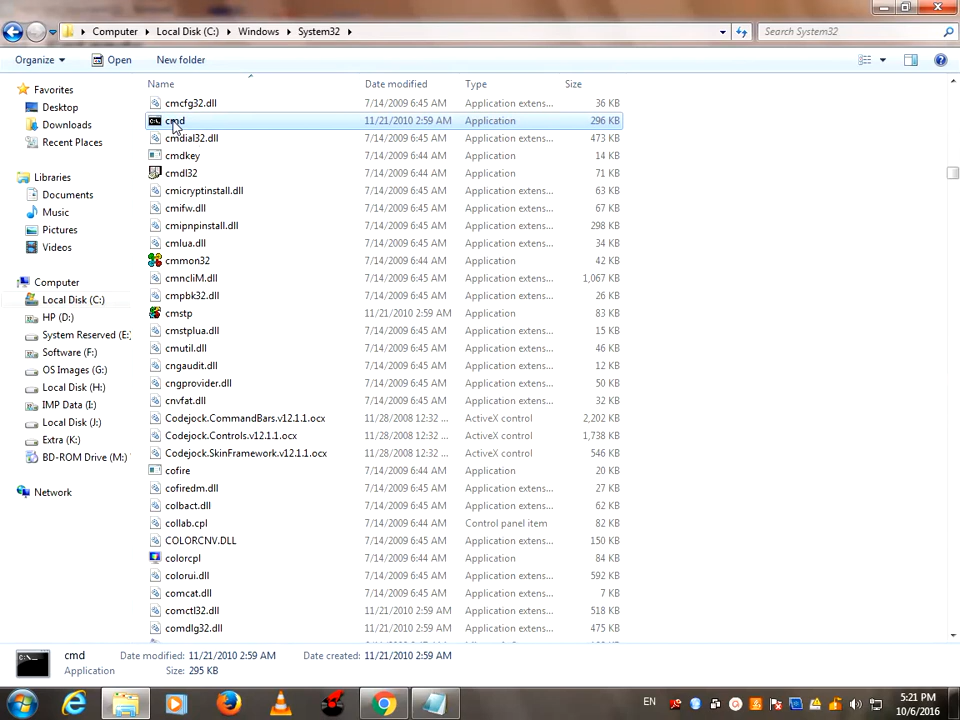 Computer Local Disk (C:) Windows System32
Search System32
Organize Open New folder
Name Date modified Type Size
Favorites
Desktop
Downloads
Recent Places
Libraries
Documents
Music
Pictures
Videos
Computer
Local Disk (C:)
HP (D:)
System Reserved (E:
Software (F:)
OS Images (G:)
Local Disk (H:)
IMP Data (I:)
Local Disk (J:)
Extra (K:)
BD-ROM Drive (M:)
Network
cmcfg32.dll 7/14/2009 6:45 AM Application extens... 36 KB
cmd 11/21/2010 2:59 AM Application 296 KB
cmdial32.dll 7/14/2009 6:45 AM Application extens... 473 KB
cmdkey 7/14/2009 6:44 AM Application 14 KB
cmdl32 7/14/2009 6:44 AM Application 71 KB
cmicryptinstall.dll 7/14/2009 6:45 AM Application extens... 63 KB
cmifw.dll 7/14/2009 6:45 AM Application extens... 67 KB
cmipnpinstall.dll 7/14/2009 6:45 AM Application extens... 298 KB
cmlua.dll 7/14/2009 6:45 AM Application extens... 34 KB
cmmon32 7/14/2009 6:44 AM Application 42 KB
cmncliM.dll 7/14/2009 6:45 AM Application extens... 1,067 KB
cmpbk32.dll 7/14/2009 6:45 AM Application extens... 26 KB
cmstp 11/21/2010 2:59 AM Application 83 KB
cmstplua.dll 7/14/2009 6:45 AM Application extens... 15 KB
cmutil.dll 7/14/2009 6:45 AM Application extens... 46 KB
cngaudit.dll 7/14/2009 6:45 AM Application extens... 12 KB
cngprovider.dll 7/14/2009 6:45 AM Application extens... 50 KB
cnvfat.dll 7/14/2009 6:45 AM Application extens... 32 KB
Codejock.CommandBars.v12.1.1.ocx 11/28/2008 12:32 ... ActiveX control 2,202 KB
Codejock.Controls.v12.1.1.ocx 11/28/2008 12:32 ... ActiveX control 1,738 KB
Codejock.SkinFramework.v12.1.1.ocx 11/28/2008 12:32 ... ActiveX control 546 KB
cofire 7/14/2009 6:44 AM Application 20 KB
cofiredm.dll 7/14/2009 6:45 AM Application extens... 27 KB
colbact.dll 7/14/2009 6:45 AM Application extens... 62 KB
collab.cpl 7/14/2009 6:44 AM Control panel item 82 KB
COLORCNV.DLL 7/14/2009 6:45 AM Application extens... 150 KB
colorcpl 7/14/2009 6:44 AM Application 84 KB
colorui.dll 7/14/2009 6:45 AM Application extens... 592 KB
comcat.dll 7/14/2009 6:45 AM Application extens... 7 KB
comctl32.dll 11/21/2010 2:59 AM Application extens... 518 KB
comdlg32.dll 11/21/2010 2:59 AM Application extens... 475 KB
cmd Date modified: 11/21/2010 2:59 AM Date created: 11/21/2010 2:59 AM
Application Size: 295 KB
EN
5:21 PM
10/6/2016